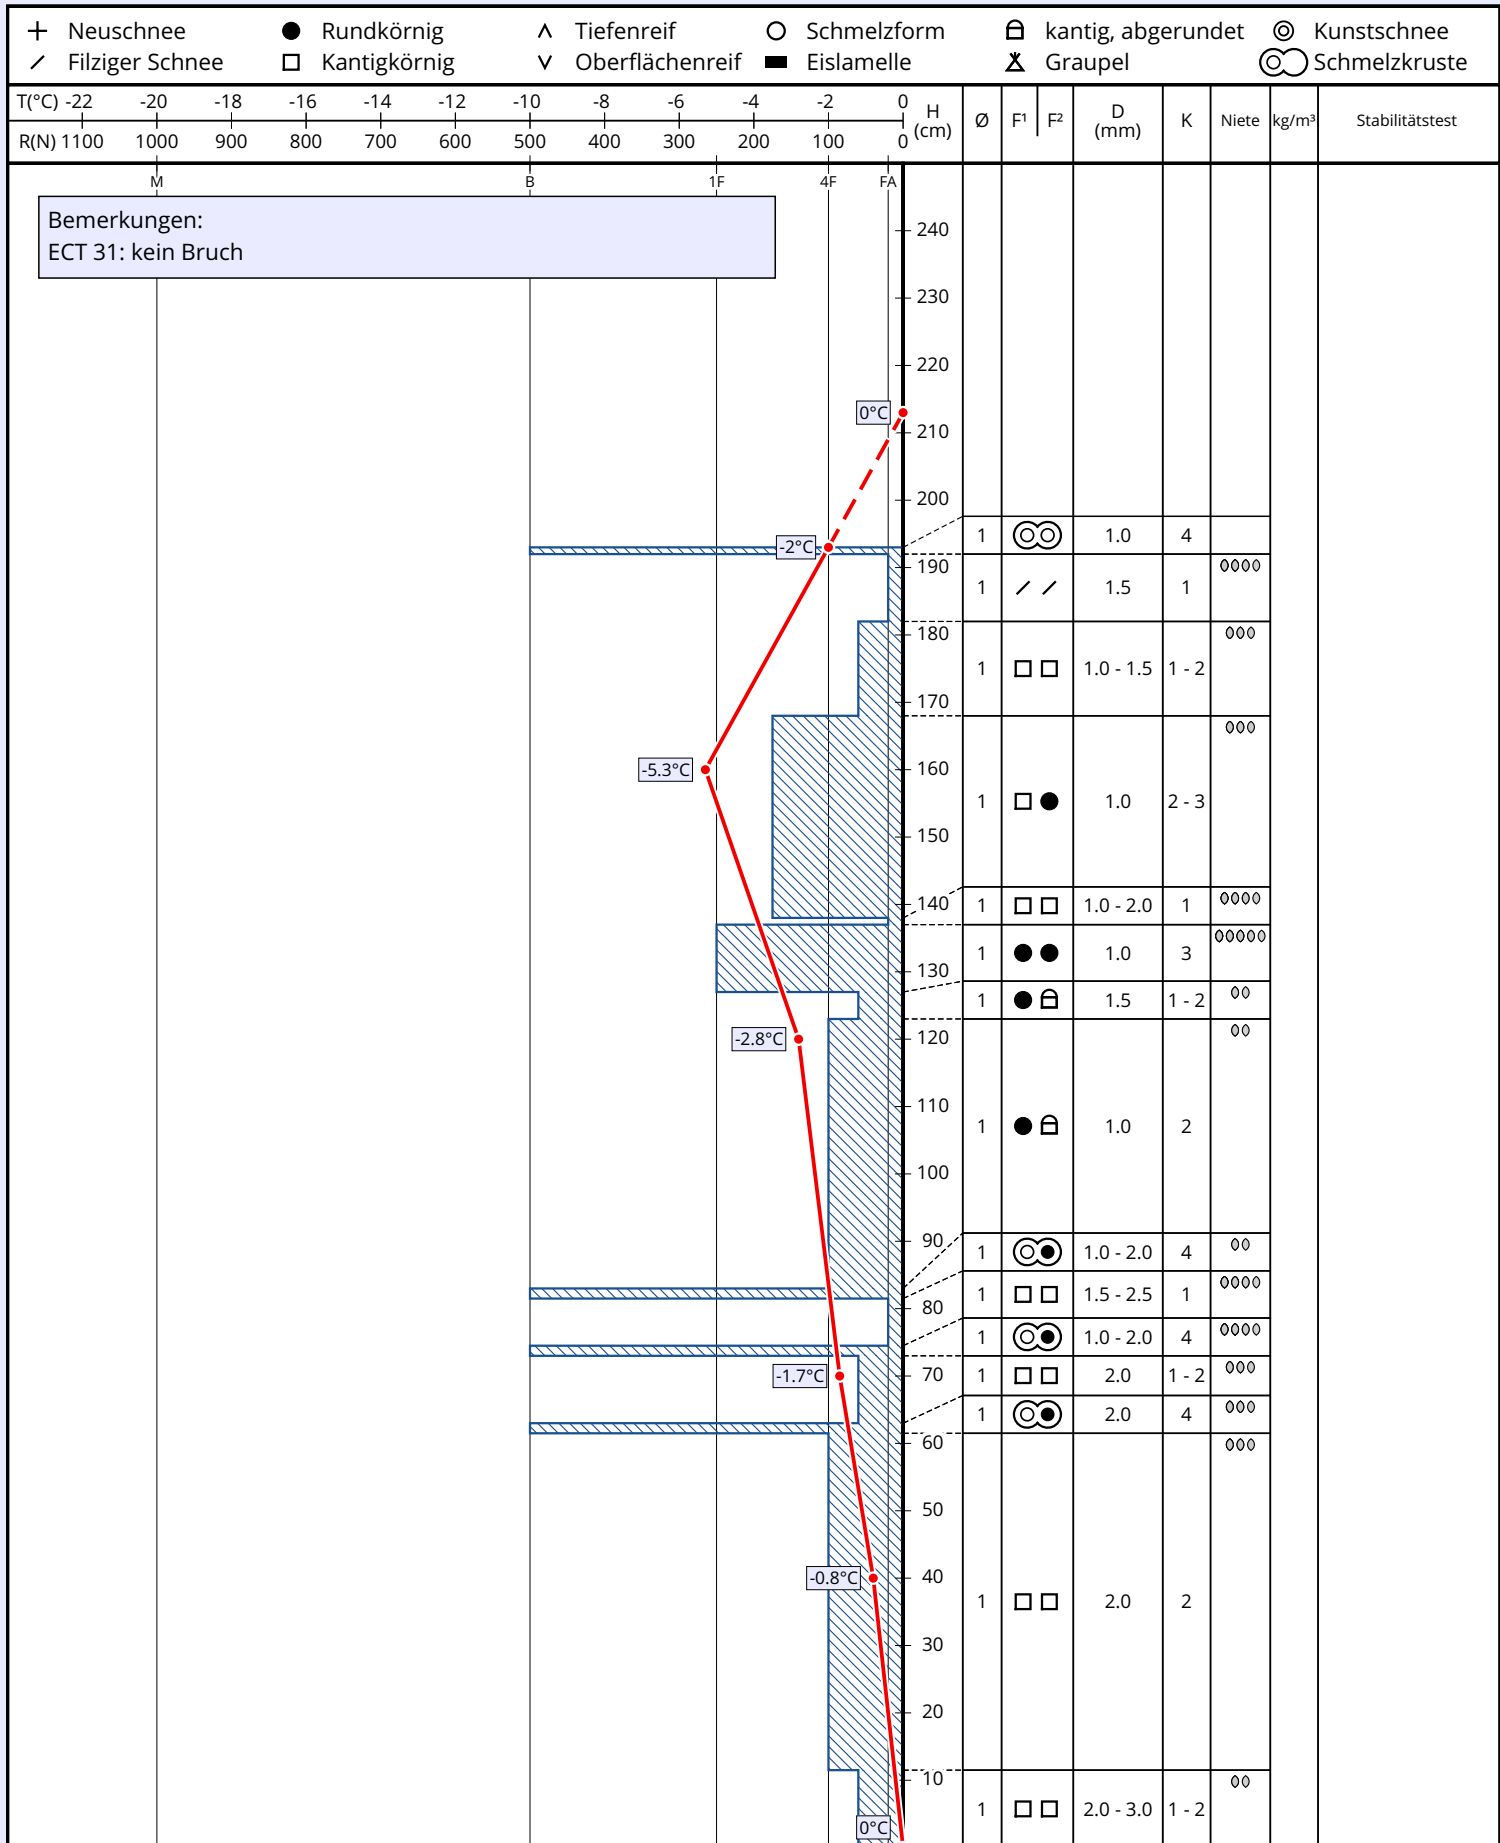 Neuschnee Rundkörnig Tiefenreif Schmelzform kantig, abgerundet Kunstschnee
Filziger Schnee Kantigkörnig Oberflächenreif Eislamelle Graupel Schmelzkruste
T(°C) -22 -20 -18 -16 -14 -12 -10 -8 -6 -4 -2 0
R(N) 1100 1000 900 800 700 600 500 400 300 200 100 0
H (cm) Ø F¹ F² D (mm) K Niete kg/m³ Stabilitätstest
M B 1F 4F FA
Bemerkungen:
ECT 31: kein Bruch
240
230
220
0°C
210
200
1 1.0 4
-2°C
190
1 1.5 1
180
1 1.0 - 1.5 1 - 2
170
-5.3°C 160
1 1.0 2 - 3
150
140 1 1.0 - 2.0 1
1 1.0 3
130
1 1.5 1 - 2
-2.8°C 120
110
1 1.0 2
100
90
1 1.0 - 2.0 4
1 1.5 - 2.5 1
80
1 1.0 - 2.0 4
-1.7°C 70 1 2.0 1 - 2
1 2.0 4
60
50
-0.8°C 40
1 2.0 2
30
20
10
1 2.0 - 3.0 1 - 2
0°C